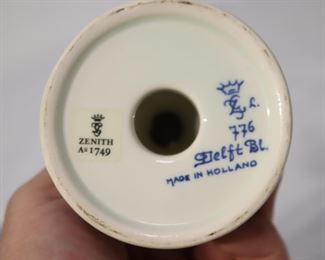 ZENITH
Aº 1749
L.
776
Delft Bl.
MADE IN HOLLAND